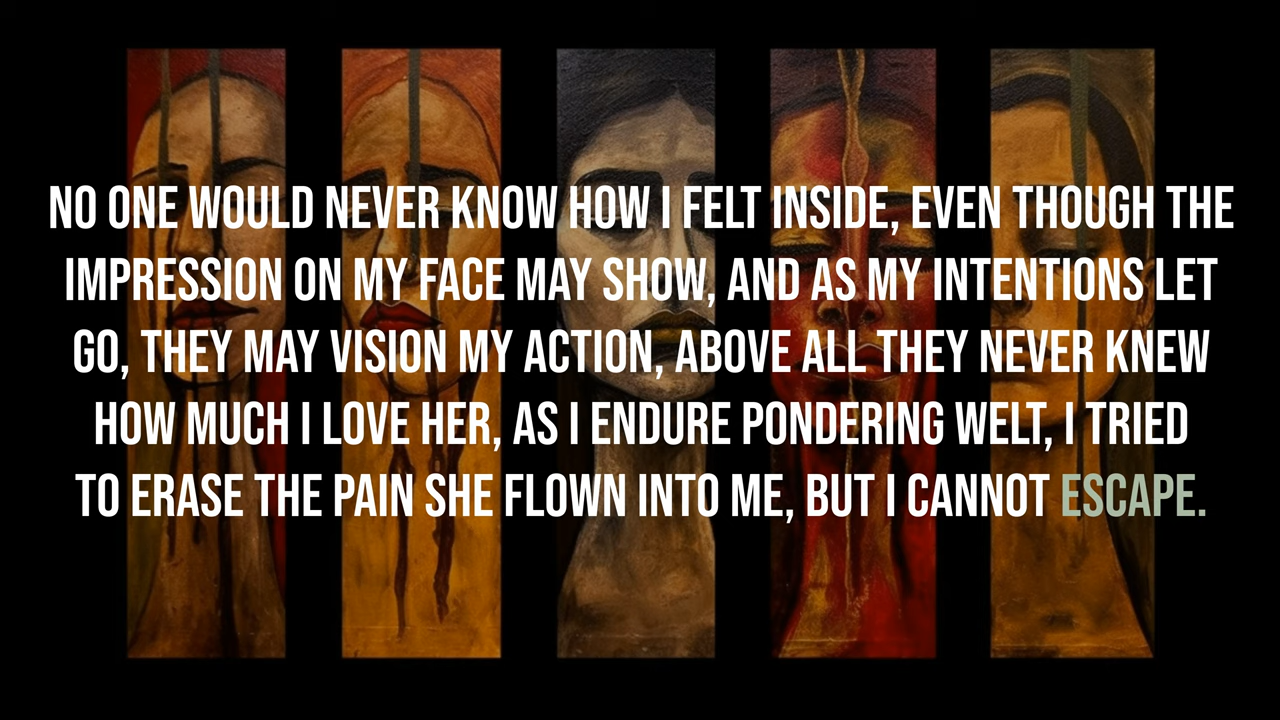 NO ONE WOULD NEVER KNOW HOW I FELT INSIDE, EVEN THOUGH THE
IMPRESSION ON MY FACE MAY SHOW, AND AS MY INTENTIONS LET
GO, THEY MAY VISION MY ACTION, ABOVE ALL THEY NEVER KNEW
HOW MUCH I LOVE HER, AS I ENDURE PONDERING WELT, I TRIED
TO ERASE THE PAIN SHE FLOWN INTO ME, BUT I CANNOT ESCAPE.